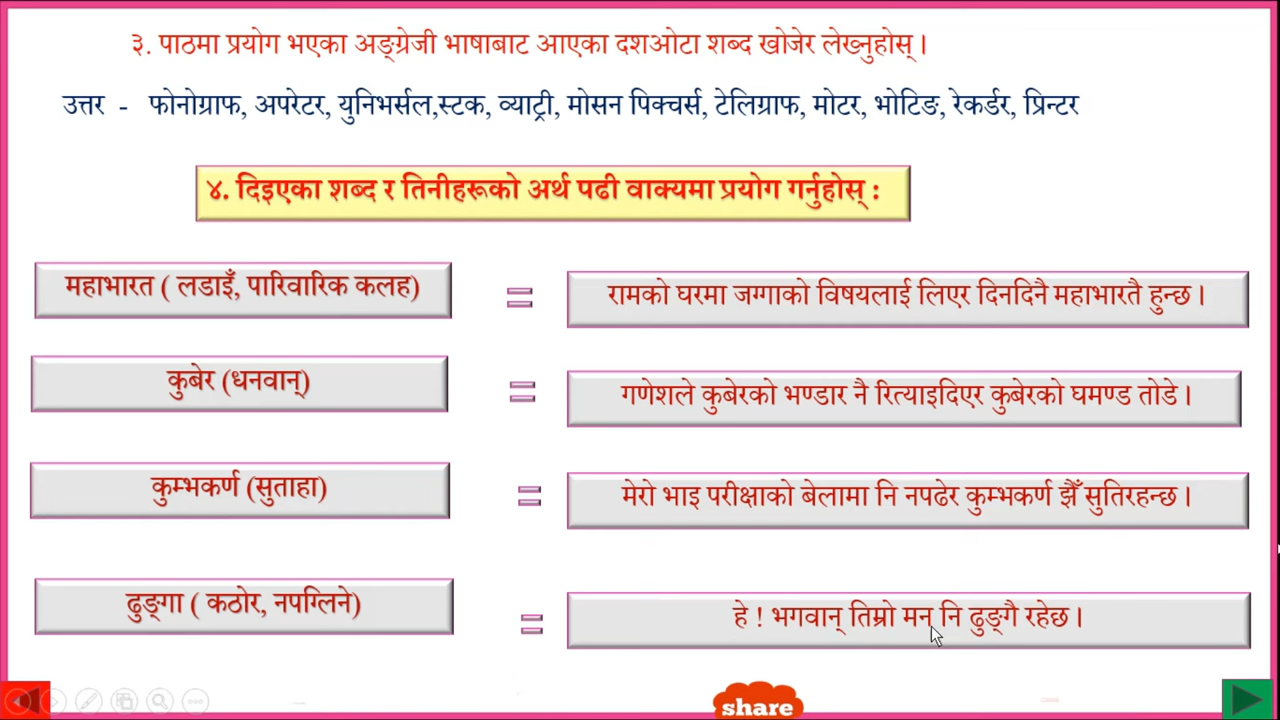 ३. पाठमा प्रयोग भएका अङ्ग्रेजी भाषाबाट आएका दशओटा शब्द खोजेर लेख्नुहोस् ।
उत्तर - फोनोग्राफ, अपरेटर, युनिभर्सल,स्टक, व्याट्री, मोसन पिक्चर्स, टेलिग्राफ, मोटर, भोटिङ, रेकर्डर, प्रिन्टर
४. दिइएका शब्द र तिनीहरूको अर्थ पढी वाक्यमा प्रयोग गर्नुहोस् :
महाभारत ( लडाइँ, पारिवारिक कलह) = रामको घरमा जग्गाको विषयलाई लिएर दिनदिनै महाभारतै हुन्छ ।
कुबेर (धनवान्) = गणेशले कुबेरको भण्डार नै रित्याइदिएर कुबेरको घमण्ड तोडे ।
कुम्भकर्ण (सुताहा) = मेरो भाइ परीक्षाको बेलामा नि नपढेर कुम्भकर्ण झैँ सुतिरहन्छ ।
ढुङ्गा ( कठोर, नपग्लिने) = हे ! भगवान् तिम्रो मन नि ढुङ्गै रहेछ ।
share